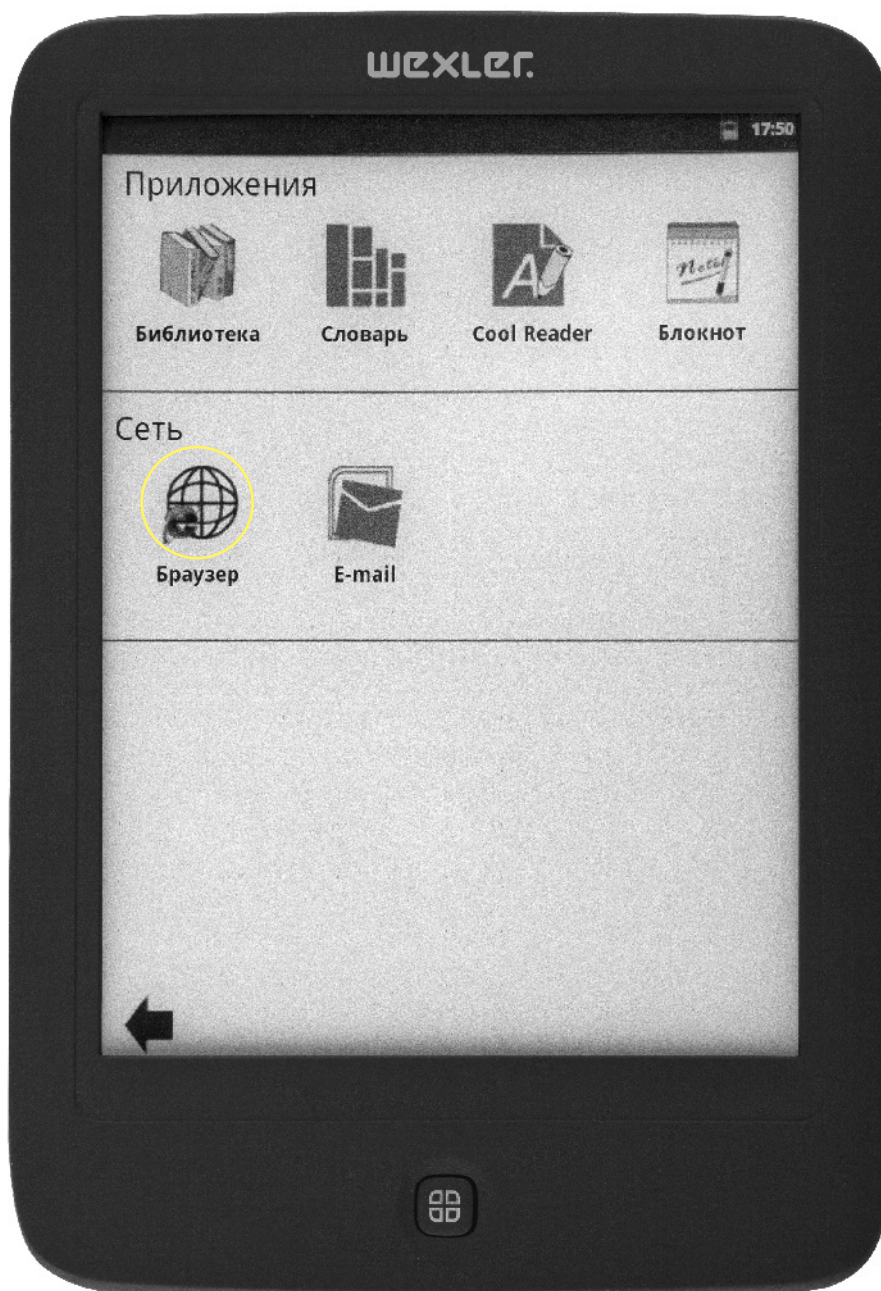 wexler.
17:50
Приложения
Библиотека Словарь Cool Reader Блокнот
Сеть
Браузер E-mail